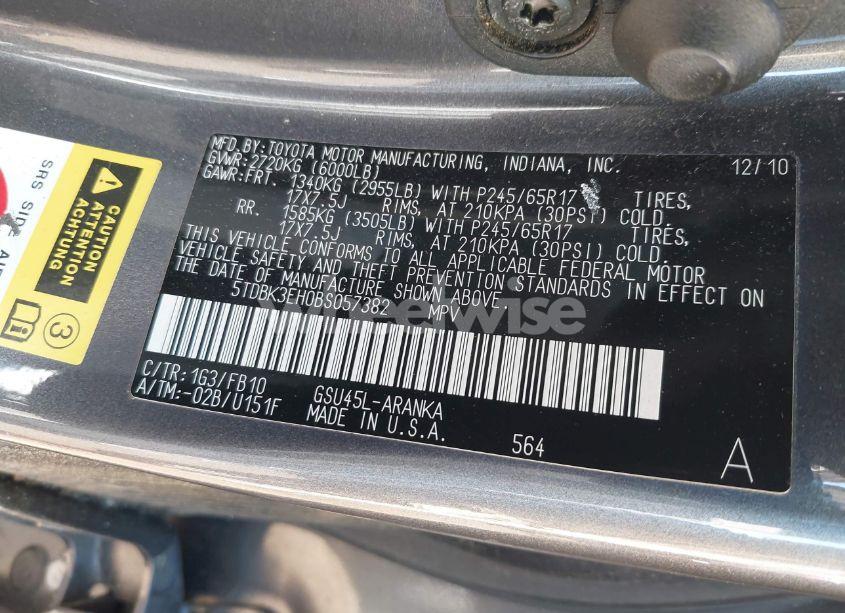 MFD.BY:TOYOTA MOTOR MANUFACTURING, INDIANA, INC. 12/10
GVWR:2720KG (6000LB)
GAWR:FRT. 1340KG (2955LB) WITH P245/65R17 TIRES,
17X7.5J RIMS, AT 210KPA (30PSI) COLD.
RR. 1585KG (3505LB) WITH P245/65R17 TIRES,
17X7.5J RIMS, AT 210KPA (30PSI) COLD.
THIS VEHICLE CONFORMS TO ALL APPLICABLE FEDERAL MOTOR
VEHICLE SAFETY AND THEFT PREVENTION STANDARDS IN EFFECT ON
THE DATE OF MANUFACTURE SHOWN ABOVE.
5TDBK3EH0BS057382 MPV
C/TR: 1G3/FB10 GSU45L-ARANKA
A/TM:-02B/U151F MADE IN U.S.A. 564
A
SRS SIDE
CAUTION
ATTENTION
ACHTUNG
3
wheelwise